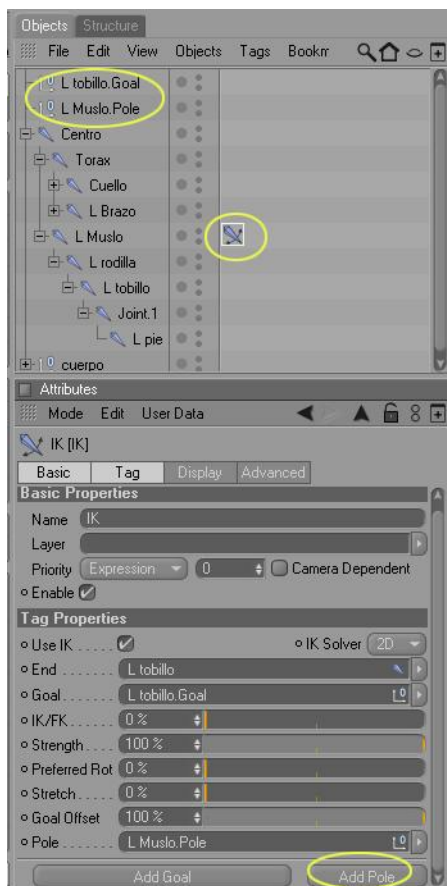 Objects Structure
File Edit View Objects Tags Bookrr
L tobillo.Goal
L Muslo.Pole
Centro
Torax
Cuello
L Brazo
L Muslo
L rodilla
L tobillo
Joint.1
L pie
cuerpo
Attributes
Mode Edit User Data
IK [IK]
Basic Tag Display Advanced
Basic Properties
Name IK
Layer
Priority Expression 0 Camera Dependent
Enable
Tag Properties
Use IK . . . . . IK Solver 2D
End . . . . . . . L tobillo
Goal . . . . . . L tobillo.Goal
IK/FK . . . . . . 0 %
Strength . . . . 100 %
Preferred Rot 0 %
Stretch . . . . . 0 %
Goal Offset 100 %
Pole . . . . . . . L Muslo.Pole
Add Goal Add Pole